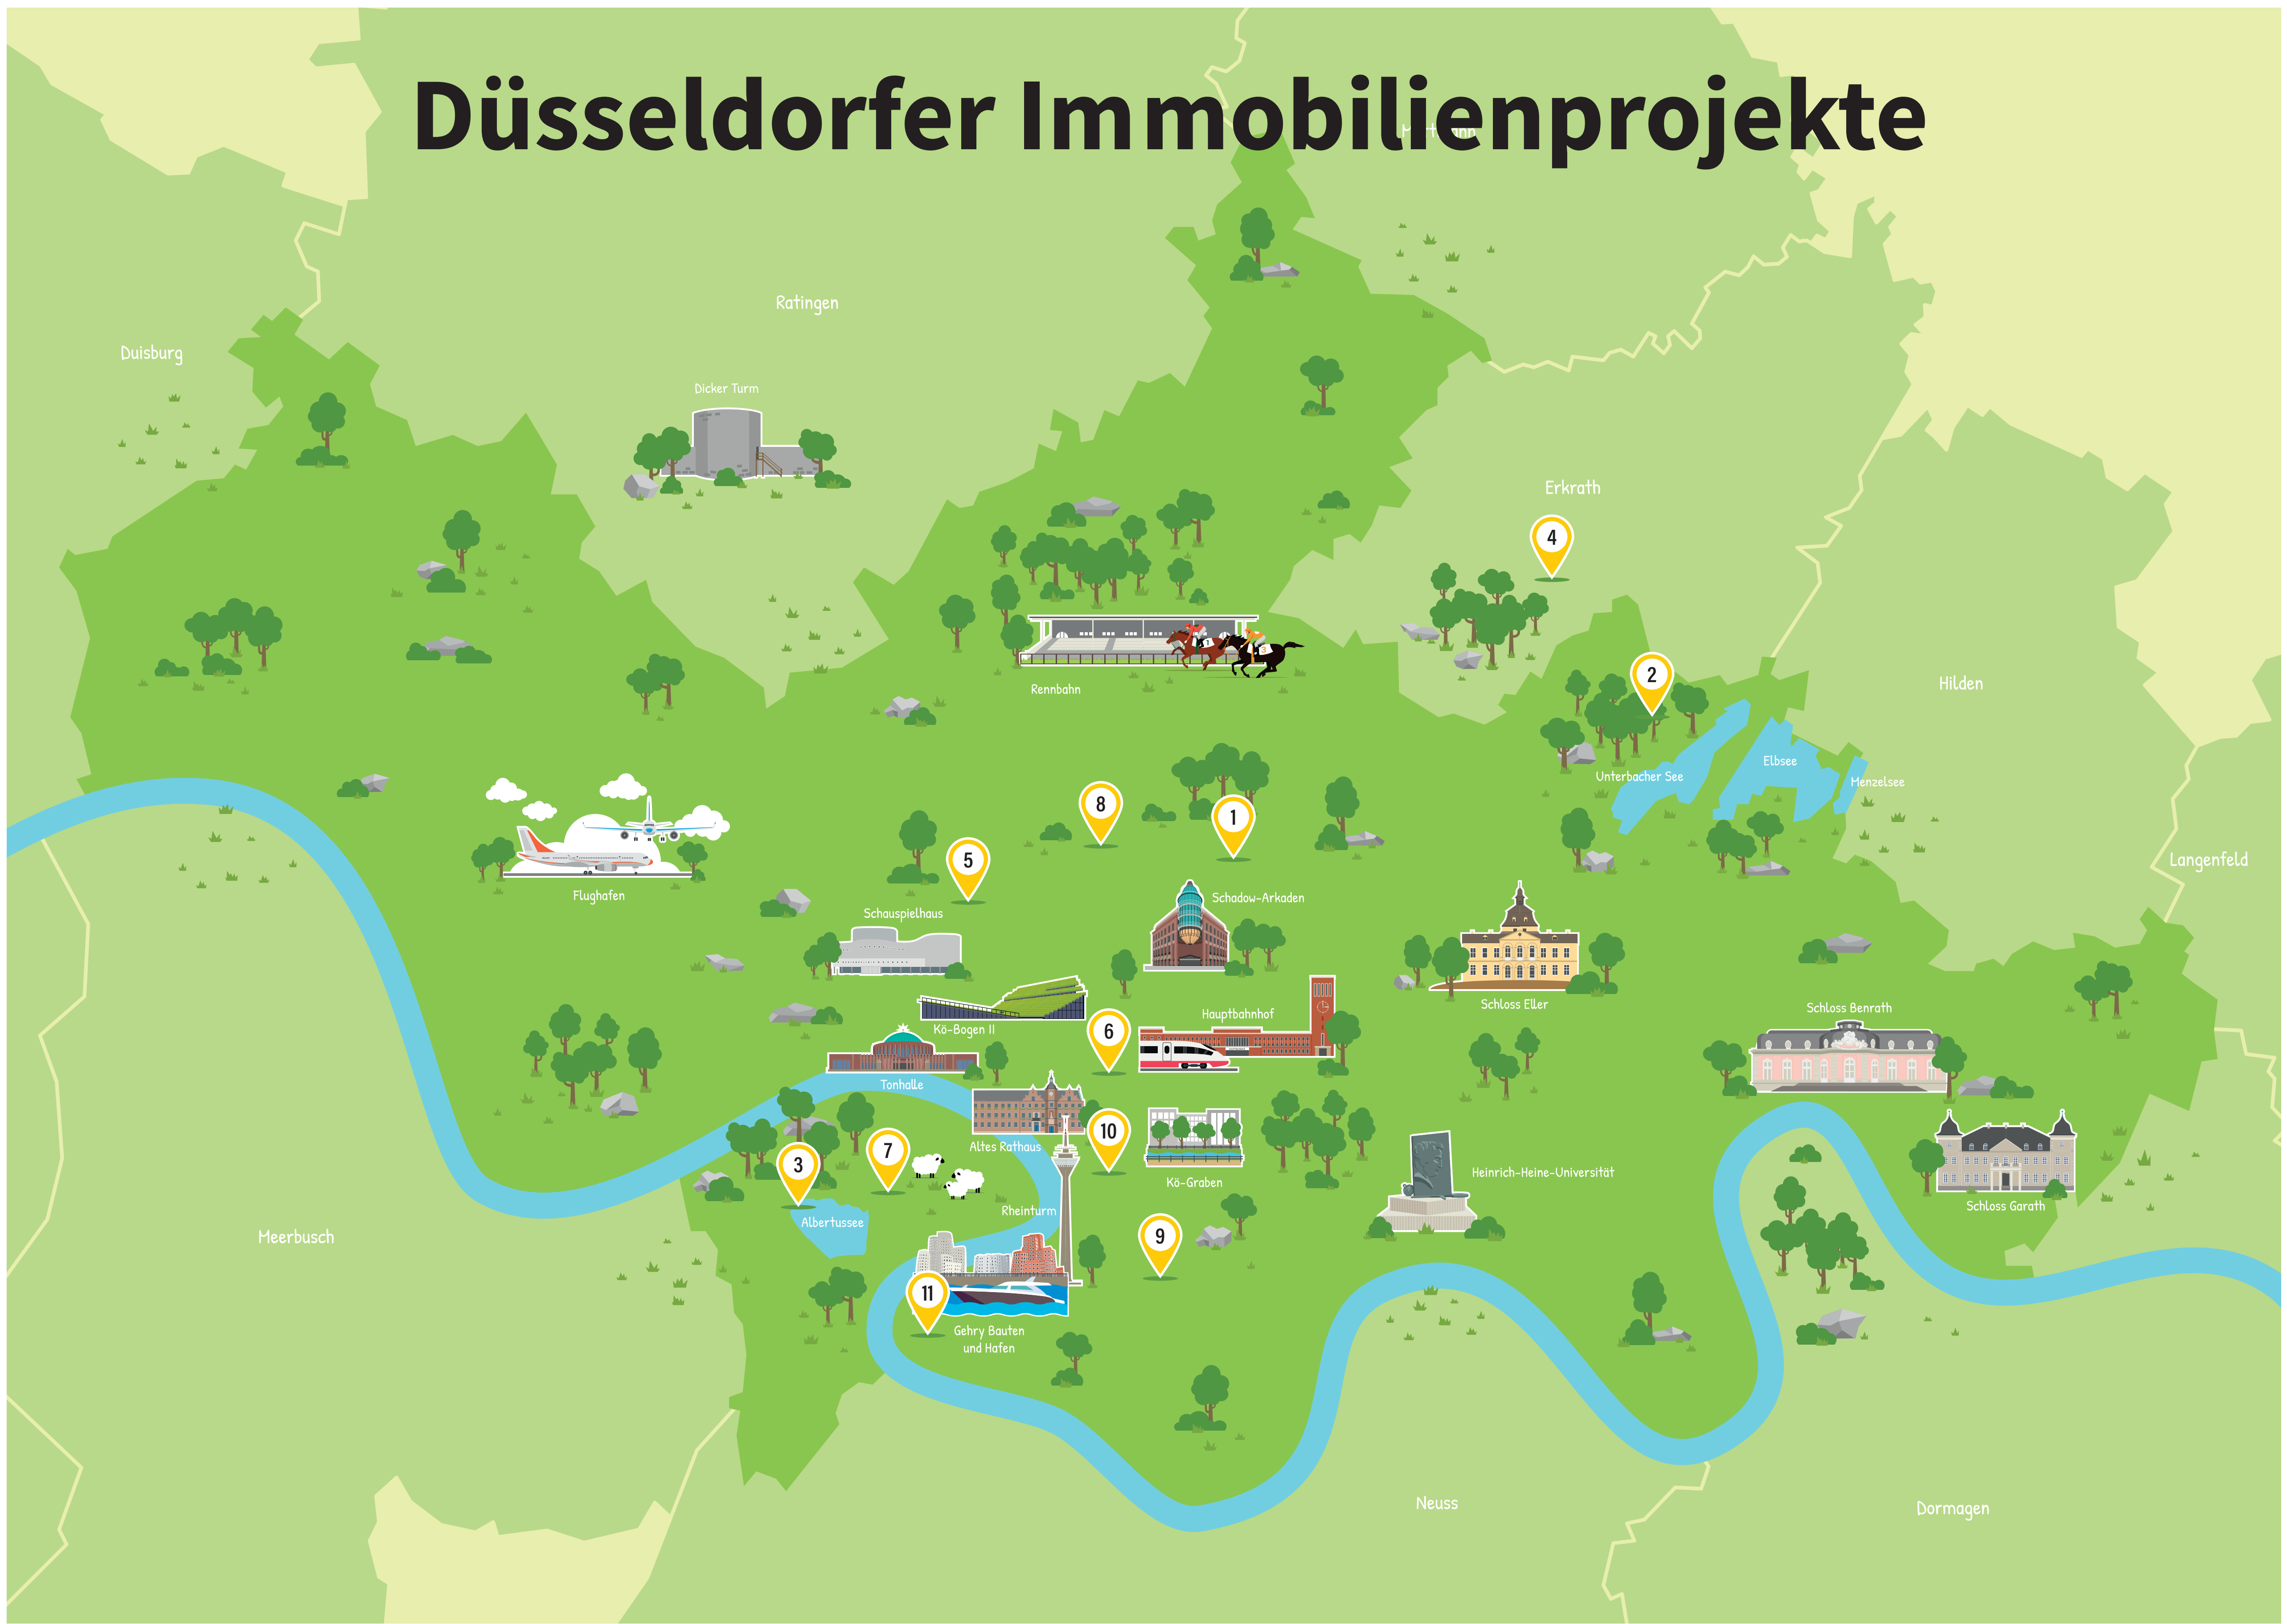 Düsseldorfer Immobilienprojekte
Ratingen
Duisburg
Dicker Turm
Erkrath
4
2
Hilden
Rennbahn
Unterbacher See
Elbsee
Menzelsee
8
1
5
Langenfeld
Flughafen
Schauspielhaus
Schadow-Arkaden
Schloss Eller
Schloss Benrath
Hauptbahnhof
Kö-Bogen II
6
Tonhalle
Altes Rathaus
10
7
3
Kö-Graben
Heinrich-Heine-Universität
Schloss Garath
Rheinturm
Albertussee
Meerbusch
9
11
Gehry Bauten
und Hafen
Neuss
Dormagen